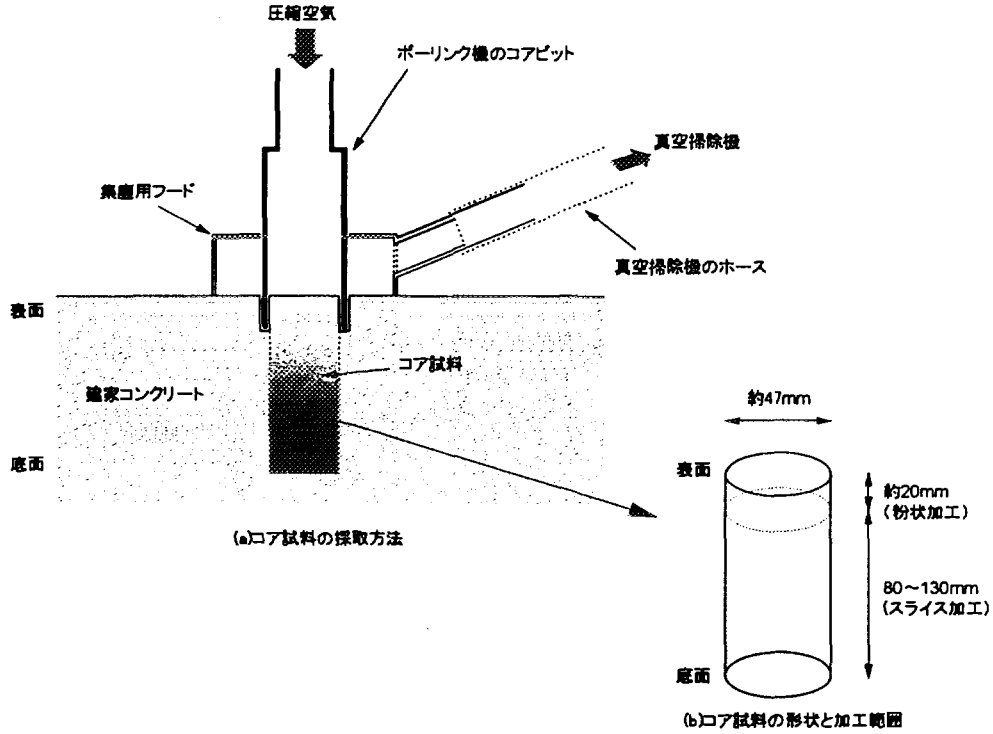 圧縮空気
ボーリング機のコアビット
真空掃除機
集塵用フード
真空掃除機のホース
表面
コア試料
建家コンクリート
底面
(a)コア試料の採取方法
約47mm
表面
約20mm
(粉状加工)
80～130mm
(スライス加工)
底面
(b)コア試料の形状と加工範囲